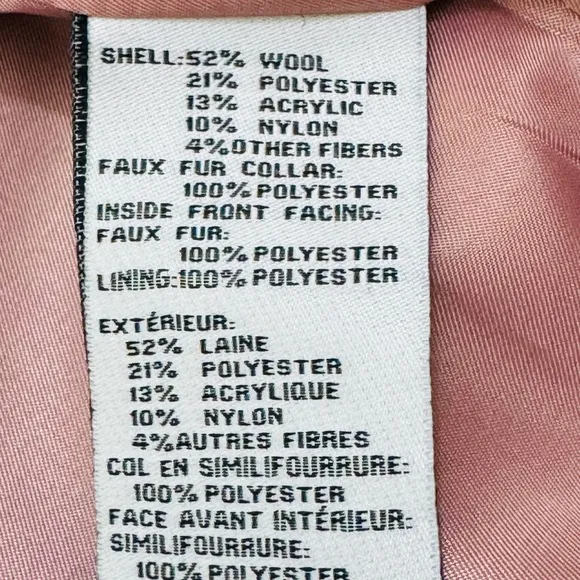 SHELL:52% WOOL
21% POLYESTER
13% ACRYLIC
10% NYLON
4%OTHER FIBERS
FAUX FUR COLLAR:
100%POLYESTER
INSIDE FRONT FACING:
FAUX FUR:
100%POLYESTER
LINING:100%POLYESTER
EXTÉRIEUR:
52% LAINE
21% POLYESTER
13% ACRYLIQUE
10% NYLON
4%AUTRES FIBRES
COL EN SIMILIFOURRURE:
100%POLYESTER
FACE AVANT INTÉRIEUR:
SIMILIFOURRURE:
100%POLYESTER